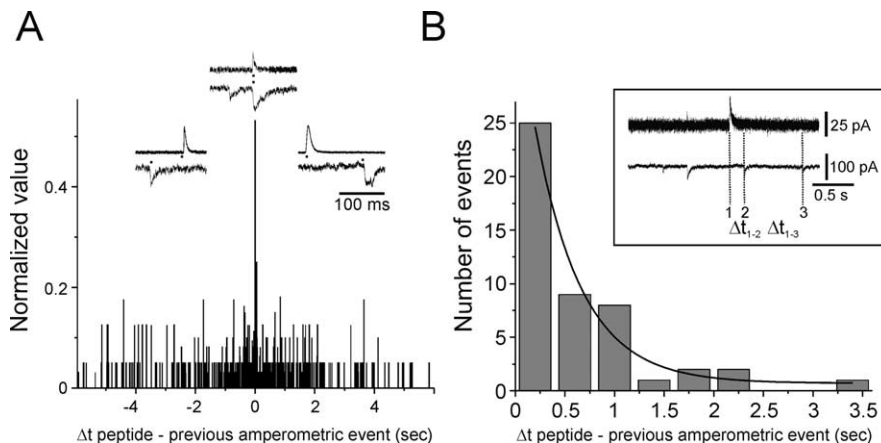 A
Normalized value
0.4
0.2
0
-4
-2
0
2
4
100 ms
Δt peptide - previous amperometric event (sec)
B
Number of events
25
20
15
10
5
0
0
0.5
1.0
1.5
2.0
2.5
3.0
3.5
25 pA
100 pA
0.5 s
1 2 3
Δt1-2 Δt1-3
Δt peptide - previous amperometric event (sec)